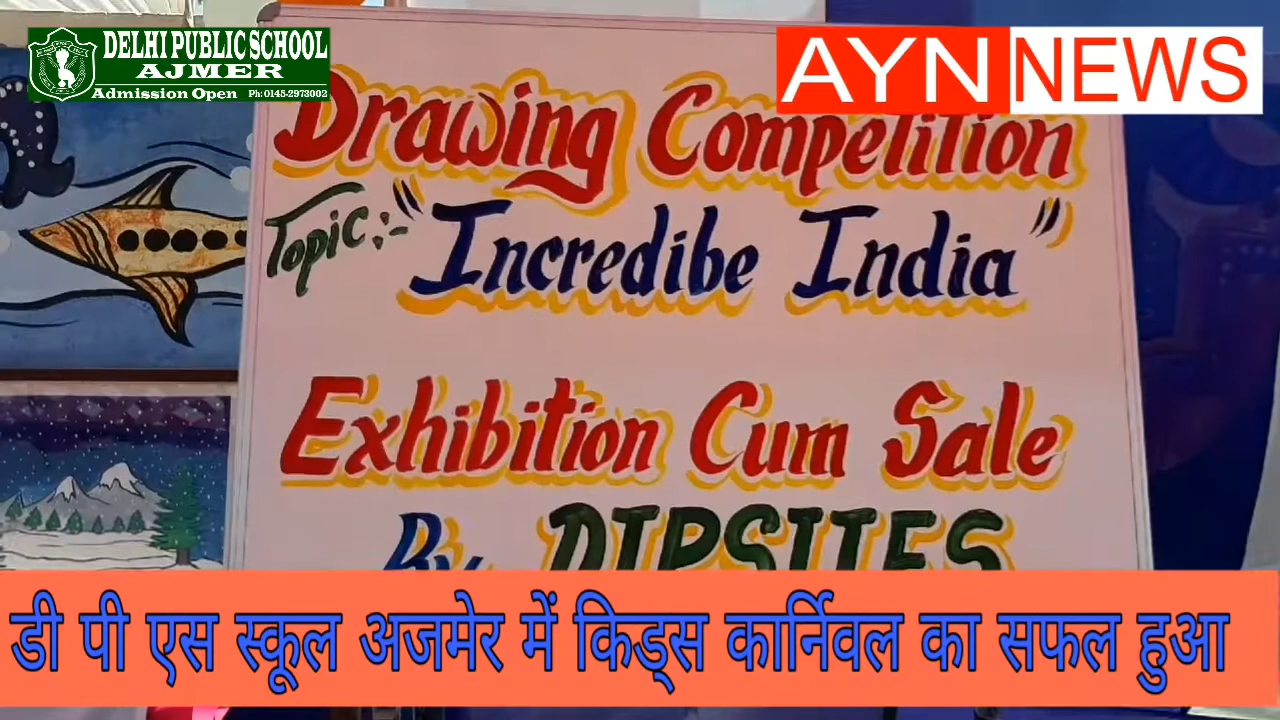 DELHI PUBLIC SCHOOL
AJMER
Admission Open Ph: 0145-2973002
AYN NEWS
Drawing Competition
Topic:- "Incredibe India"
Exhibition Cum Sale
By
डी पी एस स्कूल अजमेर में किड्स कार्निवल का सफल हुआ